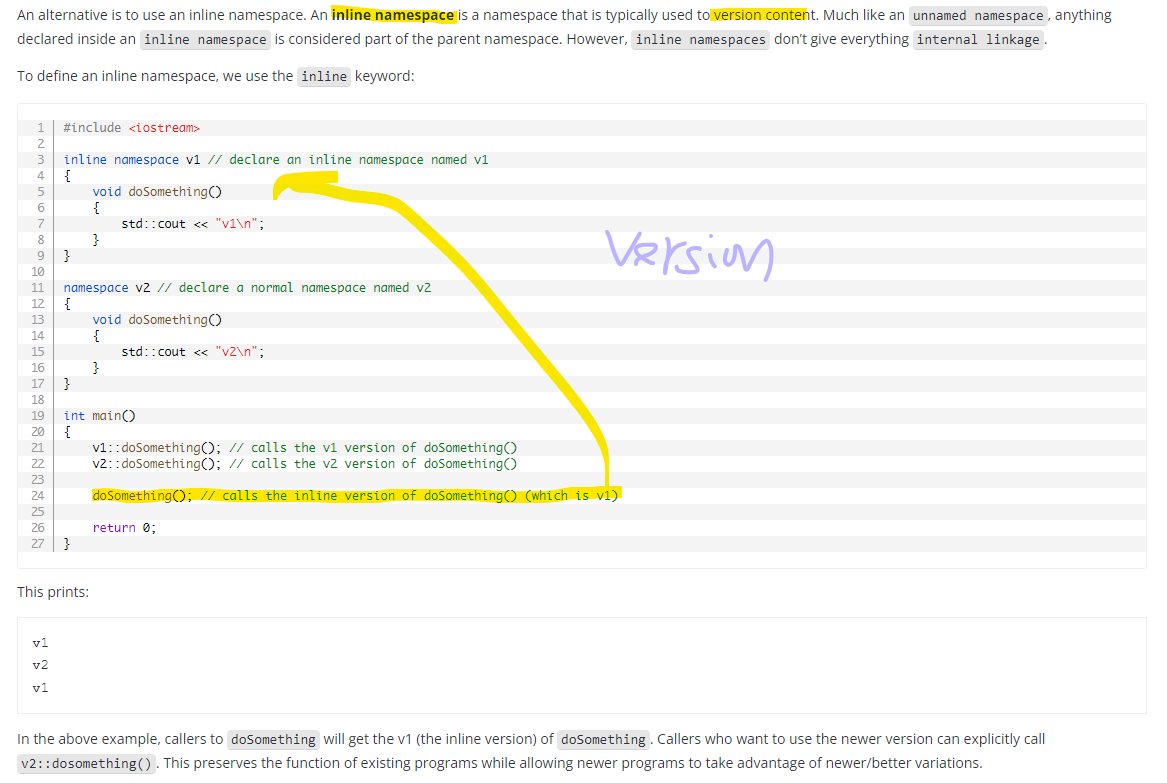 An alternative is to use an inline namespace. An inline namespace is a namespace that is typically used to version content. Much like an unnamed namespace, anything
declared inside an inline namespace is considered part of the parent namespace. However, inline namespaces don’t give everything internal linkage.
To define an inline namespace, we use the inline keyword:
1 #include <iostream>
2
3 inline namespace v1 // declare an inline namespace named v1
4 {
5 void doSomething()
6 {
7 std::cout << "v1\n";
8 }
9 }
10
11 namespace v2 // declare a normal namespace named v2
12 {
13 void doSomething()
14 {
15 std::cout << "v2\n";
16 }
17 }
18
19 int main()
20 {
21 v1::doSomething(); // calls the v1 version of doSomething()
22 v2::doSomething(); // calls the v2 version of doSomething()
23
24 doSomething(); // calls the inline version of doSomething() (which is v1)
25
26 return 0;
27 }
Version
This prints:
v1
v2
v1
In the above example, callers to doSomething will get the v1 (the inline version) of doSomething. Callers who want to use the newer version can explicitly call
v2::dosomething(). This preserves the function of existing programs while allowing newer programs to take advantage of newer/better variations.